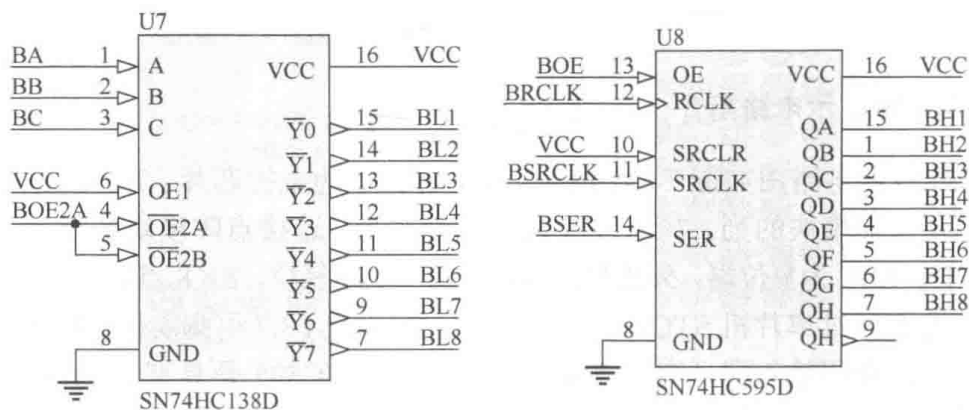 U7
BA 1 A VCC 16 VCC
BB 2 B
BC 3 C Y0 15 BL1
Y1 14 BL2
VCC 6 OE1 Y2 13 BL3
BOE2A 4 OE2A Y3 12 BL4
5 OE2B Y4 11 BL5
Y5 10 BL6
Y6 9 BL7
8 GND Y7 7 BL8
SN74HC138D
U8
BOE 13 OE VCC 16 VCC
BRCLK 12 RCLK
QA 15 BH1
VCC 10 SRCLR QB 1 BH2
BSRCLK 11 SRCLK QC 2 BH3
QD 3 BH4
BSER 14 SER QE 4 BH5
QF 5 BH6
QG 6 BH7
QH 7 BH8
8 GND QH 9
SN74HC595D